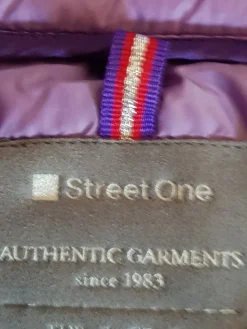 Street One
AUTHENTIC GARMENTS
since 1983